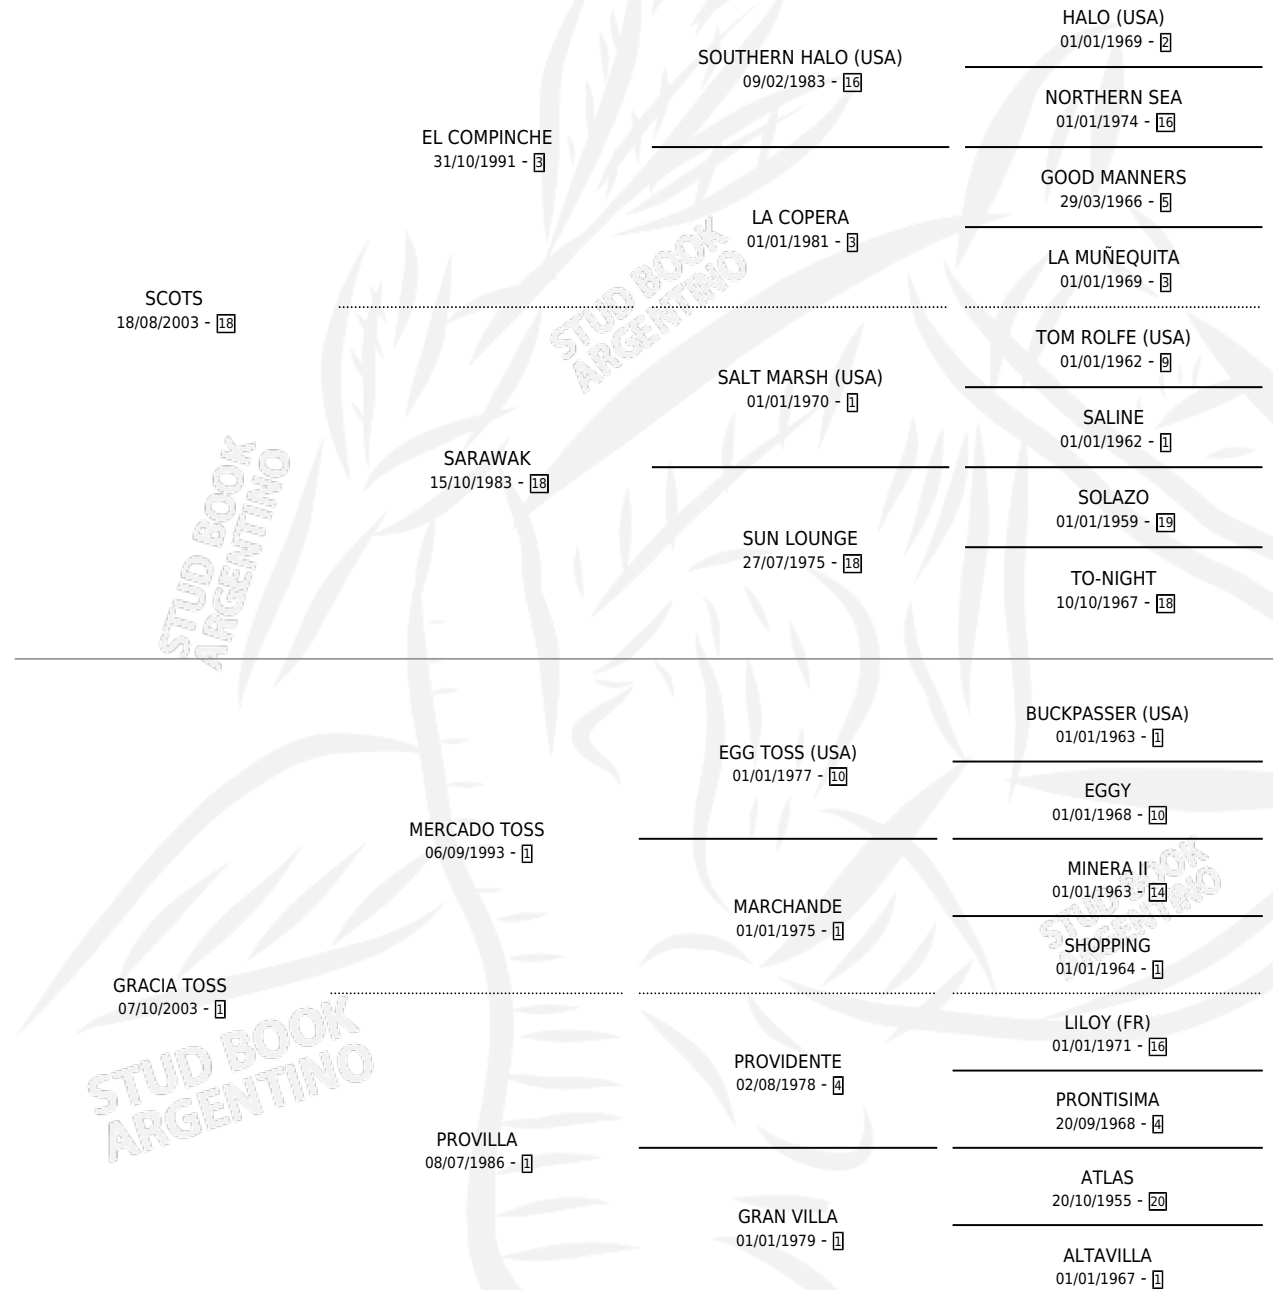 HALO (USA)
01/01/1969 - 2
SOUTHERN HALO (USA)
09/02/1983 - 16
NORTHERN SEA
01/01/1974 - 16
EL COMPINCHE
31/10/1991 - 3
GOOD MANNERS
29/03/1966 - 5
LA COPERA
01/01/1981 - 3
LA MUÑEQUITA
01/01/1969 - 3
SCOTS
18/08/2003 - 18
TOM ROLFE (USA)
01/01/1962 - 9
SALT MARSH (USA)
01/01/1970 - 1
SALINE
01/01/1962 - 1
SARAWAK
15/10/1983 - 18
SOLAZO
01/01/1959 - 19
SUN LOUNGE
27/07/1975 - 18
TO-NIGHT
10/10/1967 - 18
BUCKPASSER (USA)
01/01/1963 - 1
EGG TOSS (USA)
01/01/1977 - 10
EGGY
01/01/1968 - 10
MERCADO TOSS
06/09/1993 - 1
MINERA II
01/01/1963 - 14
MARCHANDE
01/01/1975 - 1
SHOPPING
01/01/1964 - 1
GRACIA TOSS
07/10/2003 - 1
LILOY (FR)
01/01/1971 - 16
PROVIDENTE
02/08/1978 - 4
PRONTISIMA
20/09/1968 - 4
PROVILLA
08/07/1986 - 1
ATLAS
20/10/1955 - 20
GRAN VILLA
01/01/1979 - 1
ALTAVILLA
01/01/1967 - 1
STUD BOOK
ARGENTINO
STUD BOOK
ARGENTINO
STUD BOOK
ARGENTINO
STUD BOOK
ARGENTINO